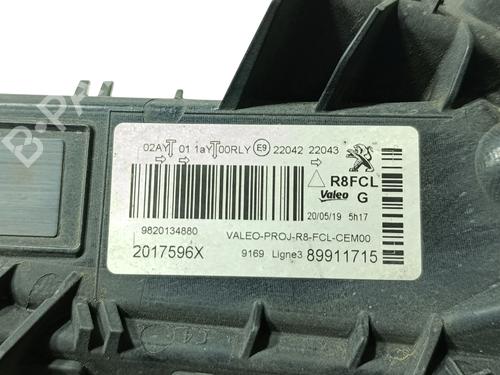 02AY 01 1aY 00RLY E9 22042 22043
R8FCL
Valeo G
20/05/19 5h17
9820134880 VALEO-PROJ-R8-FCL-CEM00
2017596X 9169 Ligne3 89911715
B-PARTS